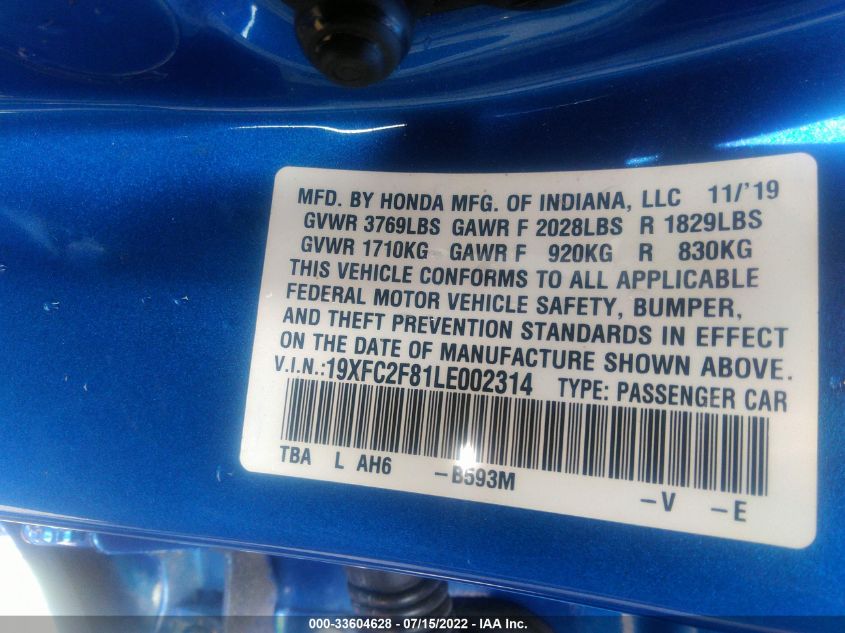 MFD. BY HONDA MFG. OF INDIANA, LLC 11/'19
GVWR 3769LBS GAWR F 2028LBS R 1829LBS
GVWR 1710KG GAWR F 920KG R 830KG
THIS VEHICLE CONFORMS TO ALL APPLICABLE
FEDERAL MOTOR VEHICLE SAFETY, BUMPER,
AND THEFT PREVENTION STANDARDS IN EFFECT
ON THE DATE OF MANUFACTURE SHOWN ABOVE.
V.I.N.:19XFC2F81LE002314 TYPE: PASSENGER CAR
TBA L AH6 -B593M -V -E
000-33604628 - 07/15/2022 - IAA Inc.